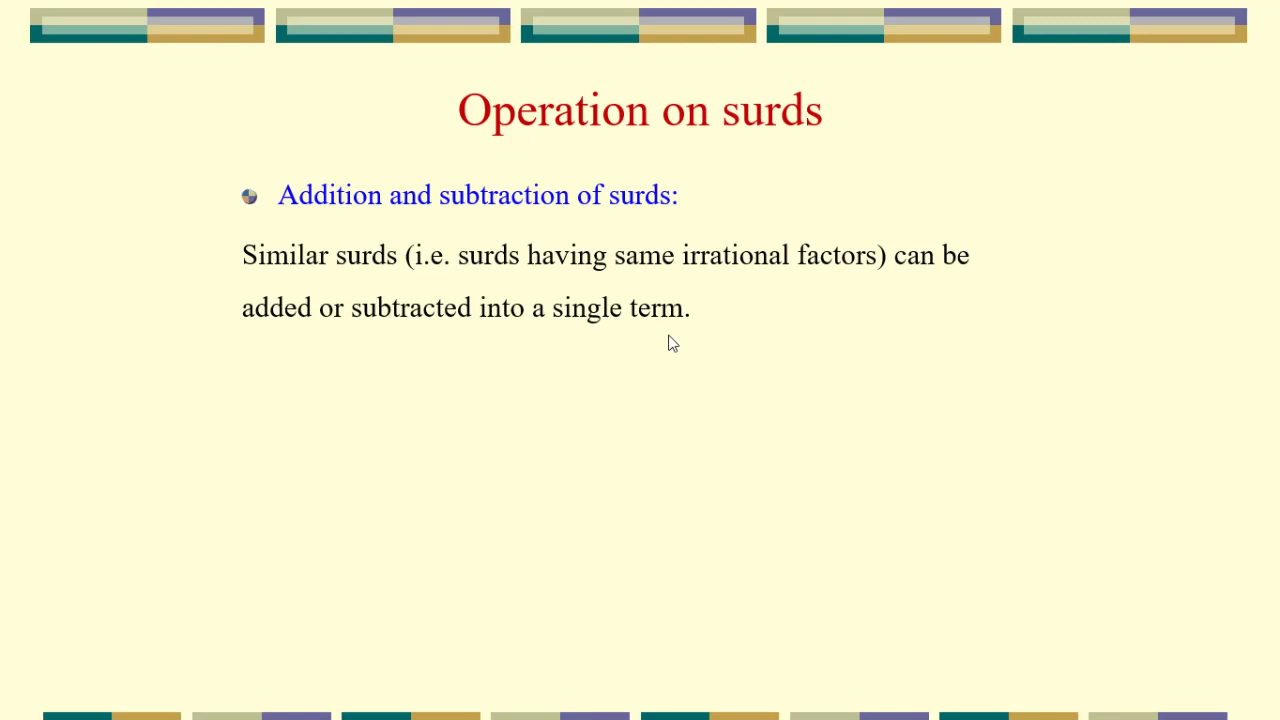 Operation on surds
Addition and subtraction of surds:
Similar surds (i.e. surds having same irrational factors) can be
added or subtracted into a single term.